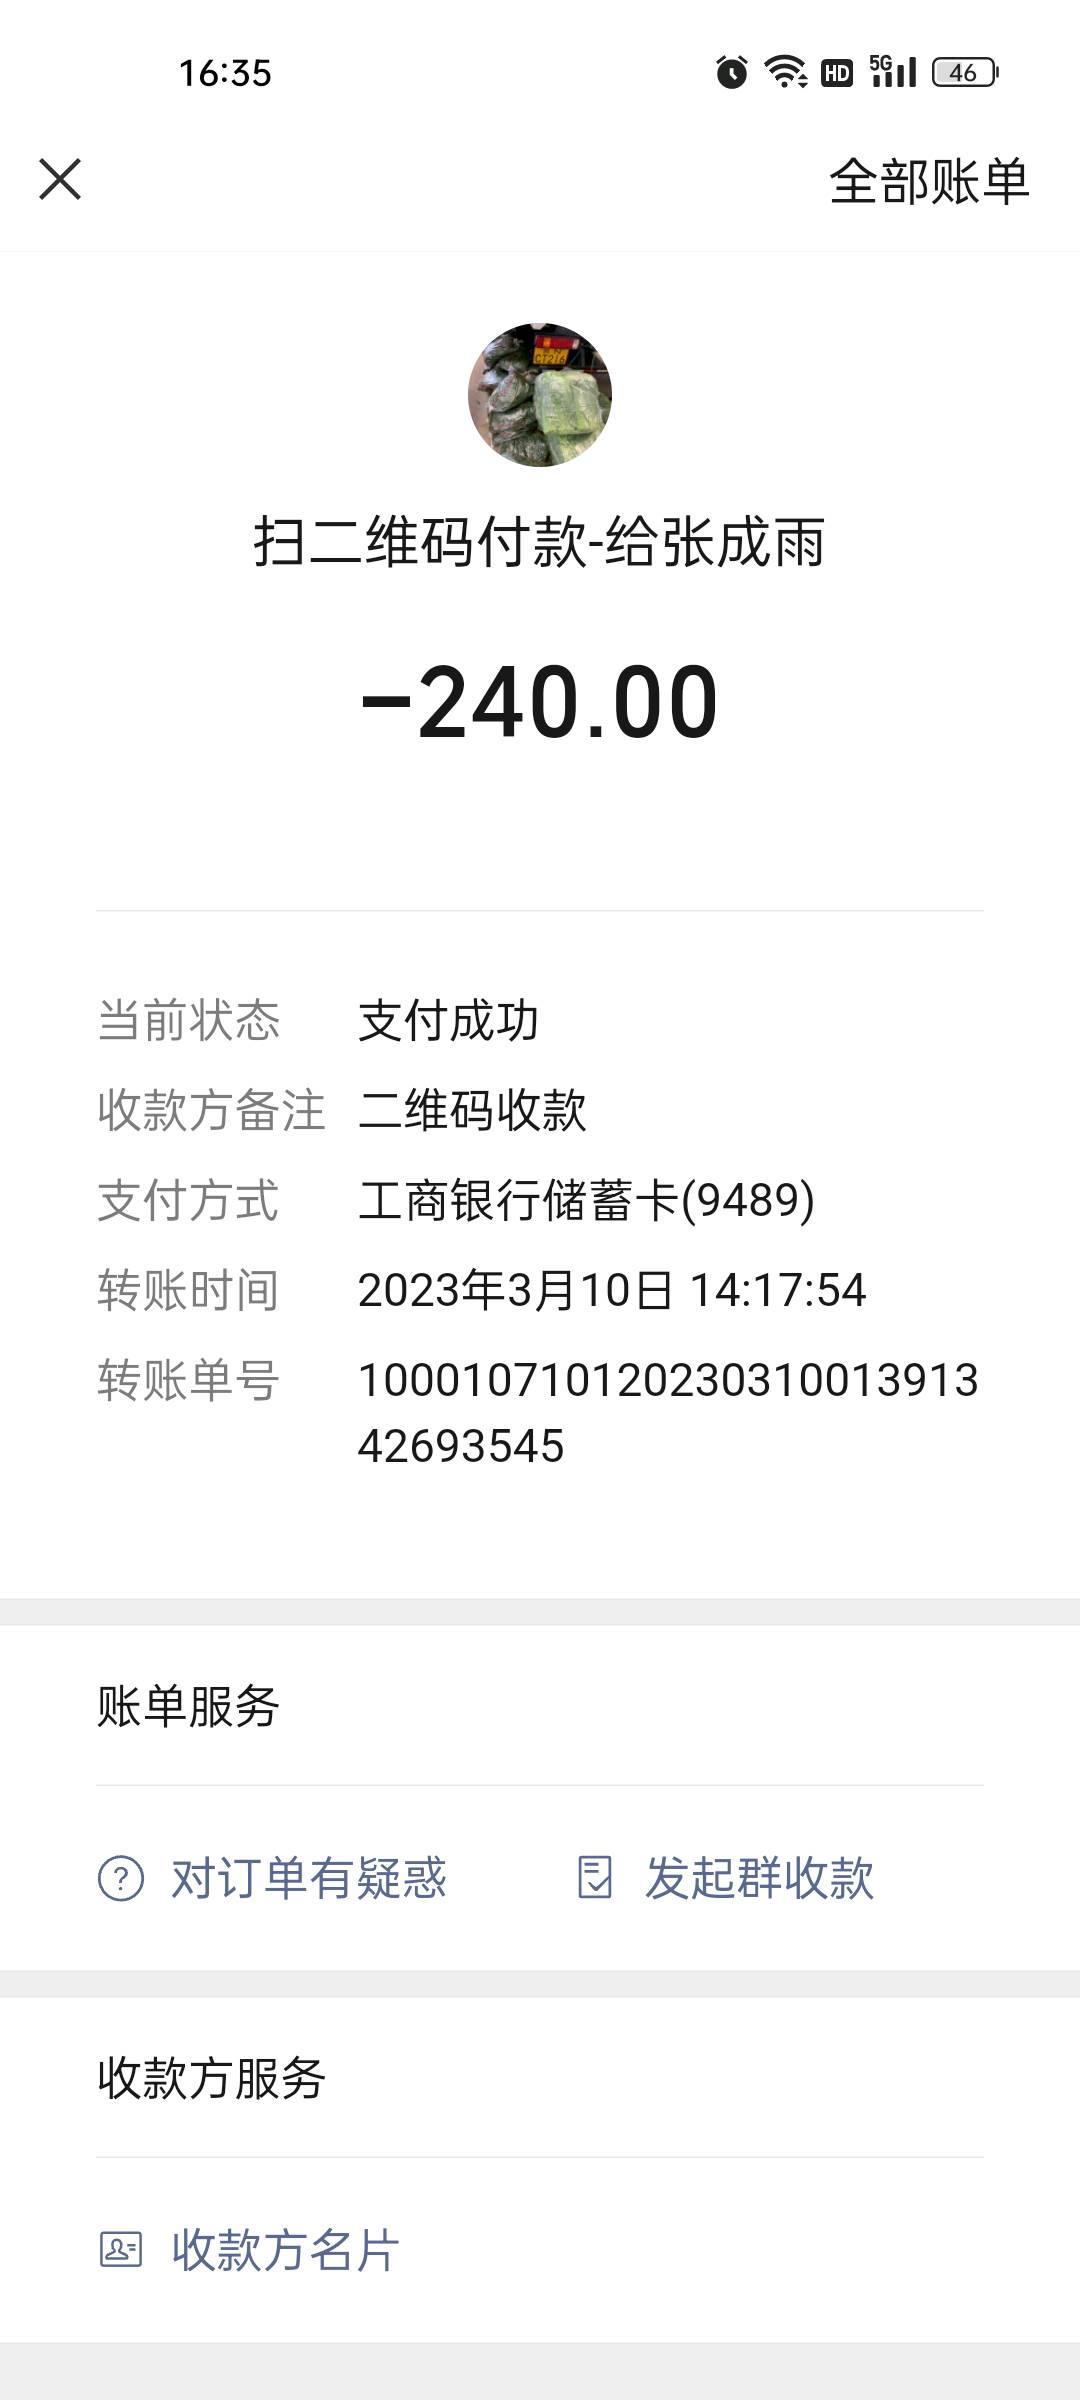 16:35
HD 5G 46
全部账单
扫二维码付款-给张成雨
-240.00
当前状态 支付成功
收款方备注 二维码收款
支付方式 工商银行储蓄卡(9489)
转账时间 2023年3月10日 14:17:54
转账单号 100010710120230310013913
42693545
账单服务
对订单有疑惑 发起群收款
收款方服务
收款方名片